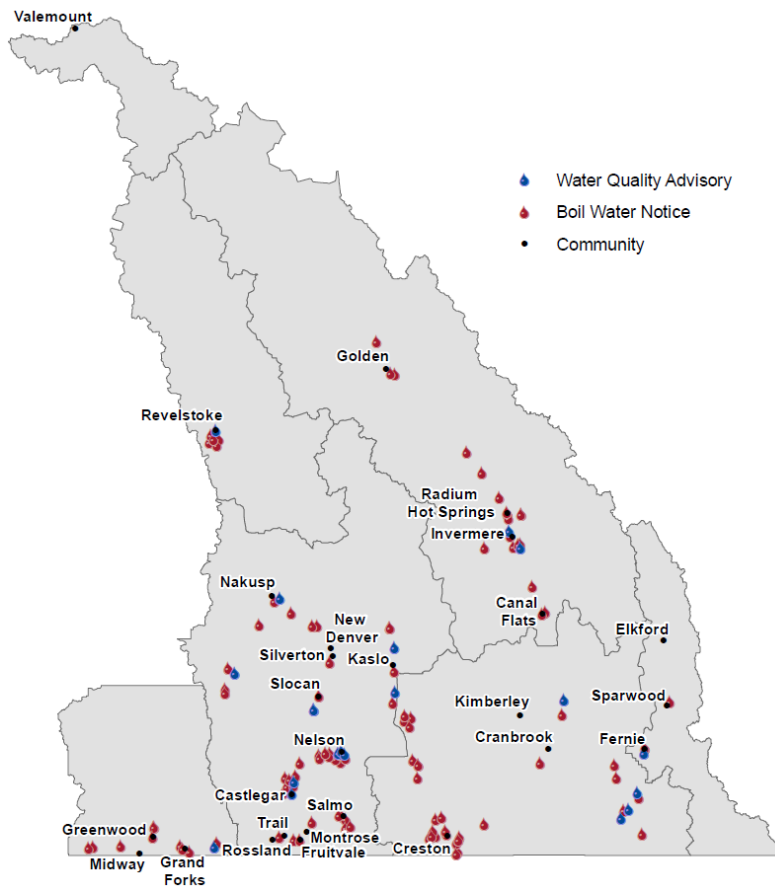 Valemount
Water Quality Advisory
Boil Water Notice
Community
Golden
Revelstoke
Radium
Hot Springs
Invermere
Nakusp
Canal
Flats
New
Denver
Elkford
Silverton
Kaslo
Slocan
Kimberley
Sparwood
Nelson
Cranbrook
Fernie
Castlegar
Salmo
Greenwood
Trail
Montrose
Rossland
Fruitvale
Creston
Midway
Grand
Forks